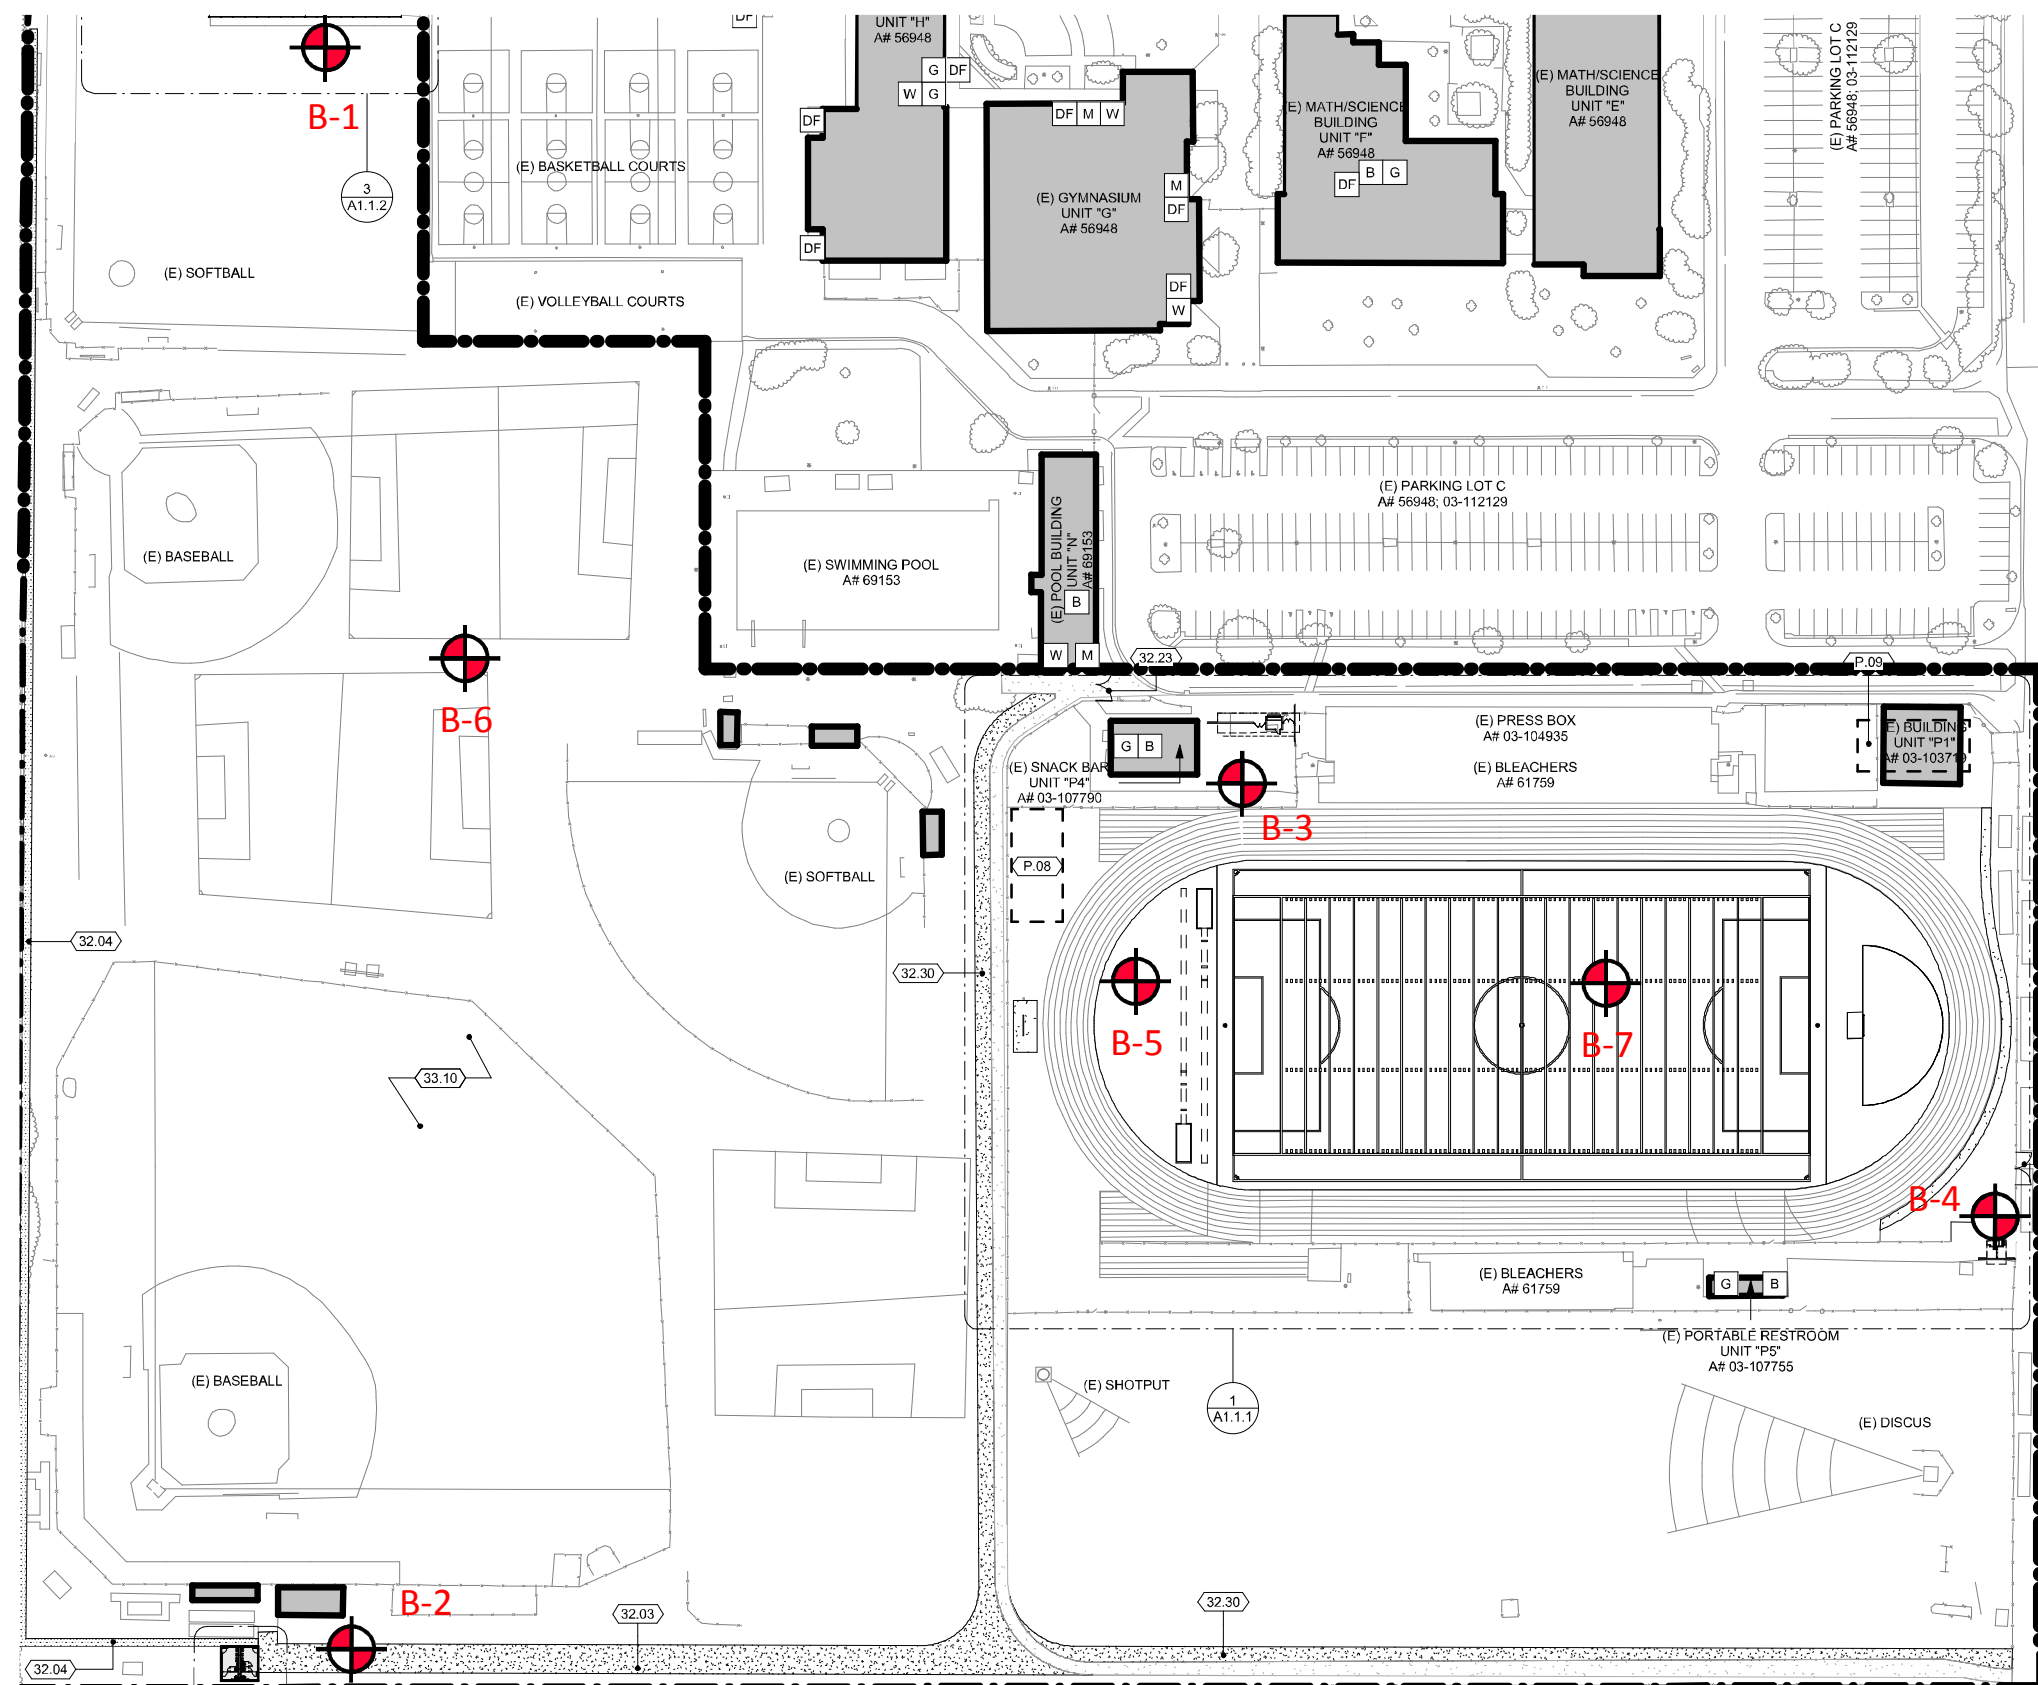 DF
UNIT "H"
A# 56948
G DF
W G
DF
DF
B-1
3
A1.1.2
(E) BASKETBALL COURTS
(E) VOLLEYBALL COURTS
(E) SOFTBALL
DF M W
M
DF
(E) GYMNASIUM
UNIT "G"
A# 56948
DF
W
(E) MATH/SCIENCE
BUILDING
UNIT "F"
A# 56948
B G
DF
(E) MATH/SCIENCE
BUILDING
UNIT "E"
A# 56948
(E) PARKING LOT C
A# 56948; 03-112129
(E) BASEBALL
(E) SWIMMING POOL
A# 69153
(E) POOL BUILDING
UNIT "N"
A# 69153
B
W M
(E) PARKING LOT C
A# 56948; 03-112129
32.23
P.09
B-6
G B
(E) SNACK BAR
UNIT "P4"
A# 03-107790
(E) PRESS BOX
A# 03-104935
(E) BLEACHERS
A# 61759
(E) BUILDING
UNIT "P1"
A# 03-103719
B-3
P.08
(E) SOFTBALL
32.04
32.30
B-5
B-7
33.10
B-4
(E) BLEACHERS
A# 61759
G B
(E) PORTABLE RESTROOM
UNIT "P5"
A# 03-107755
(E) BASEBALL
(E) SHOTPUT
1
A1.1.1
(E) DISCUS
B-2
32.03
32.30
32.04